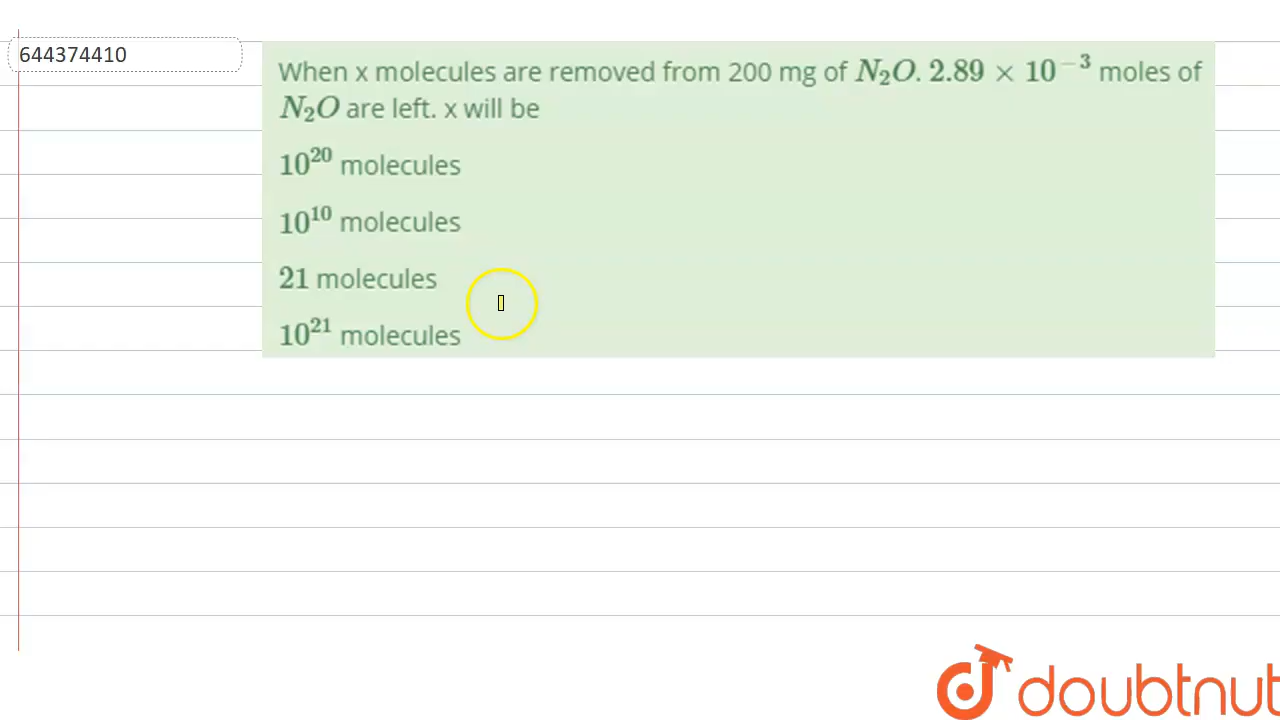 644374410
When x molecules are removed from 200 mg of N₂O. 2.89 × 10⁻³ moles of
N₂O are left. x will be
10²⁰ molecules
10¹⁰ molecules
21 molecules
10²¹ molecules
doubtnut